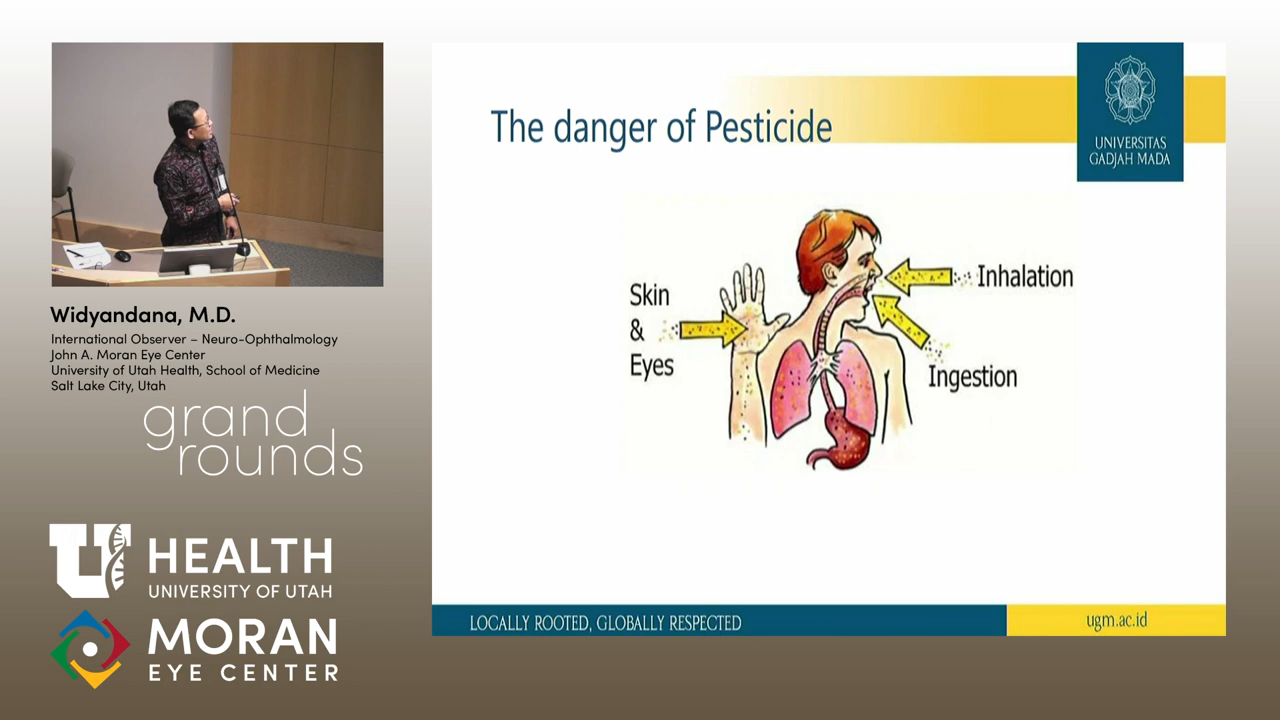 Widyandana, M.D.
International Observer – Neuro-Ophthalmology
John A. Moran Eye Center
University of Utah Health, School of Medicine
Salt Lake City, Utah
grand
rounds
U HEALTH
UNIVERSITY OF UTAH
MORAN
EYE CENTER
The danger of Pesticide
UNIVERSITAS
GADJAH MADA
Skin
&
Eyes
Inhalation
Ingestion
LOCALLY ROOTED, GLOBALLY RESPECTED
ugm.ac.id